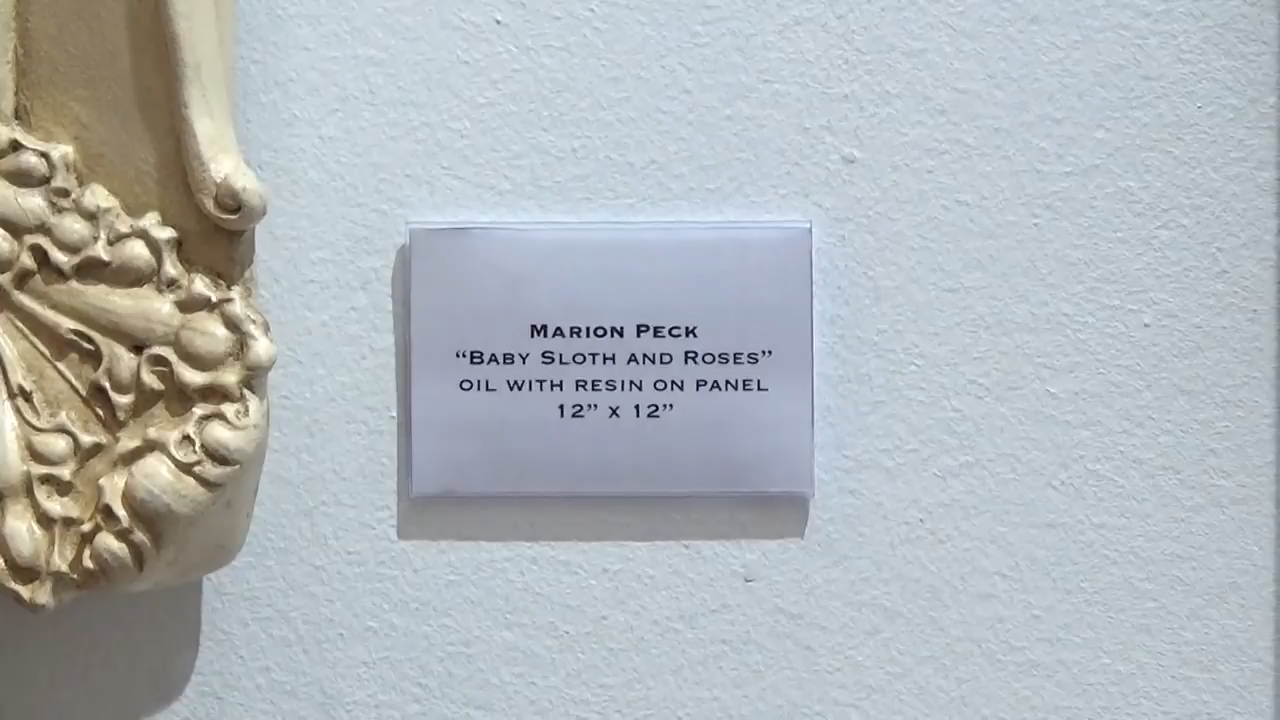 Marion Peck
“Baby Sloth and Roses”
oil with resin on panel
12” x 12”